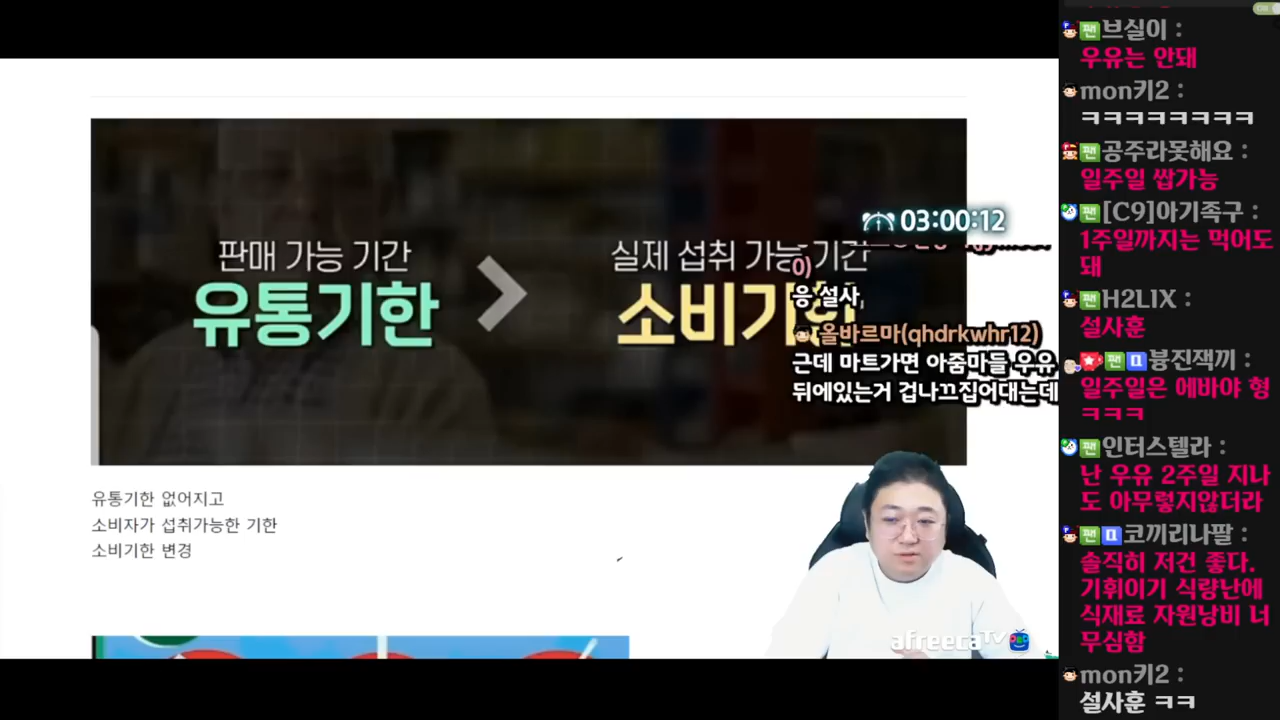 판매 가능 기간
유통기한
실제 섭취 가능 기간
03:00:12
0)
응 설사
올바르마(qhdrkwhr12)
근데 마트가면 아줌마들 우유
뒤에있는거 겁나끄집어대는데
유통기한 없어지고
소비자가 섭취가능한 기한
소비기한 변경
afreecaTV
팬 브실이 :
우유는 안돼
mon키2 :
ㅋㅋㅋㅋㅋㅋㅋㅋ
팬 공주라못해요 :
일주일 쌉가능
팬 [C9]아기족구 :
1주일까지는 먹어도
돼
팬 H2L1X :
설사훈
팬 뷩진잭끼 :
일주일은 에바야 형
ㅋㅋㅋ
팬 인터스텔라 :
난 우유 2주일 지나
도 아무렇지않더라
팬 코끼리나팔 :
솔직히 저건 좋다.
기휘이기 식량난에
식재료 자원낭비 너
무심함
mon키2 :
설사훈 ㅋㅋ